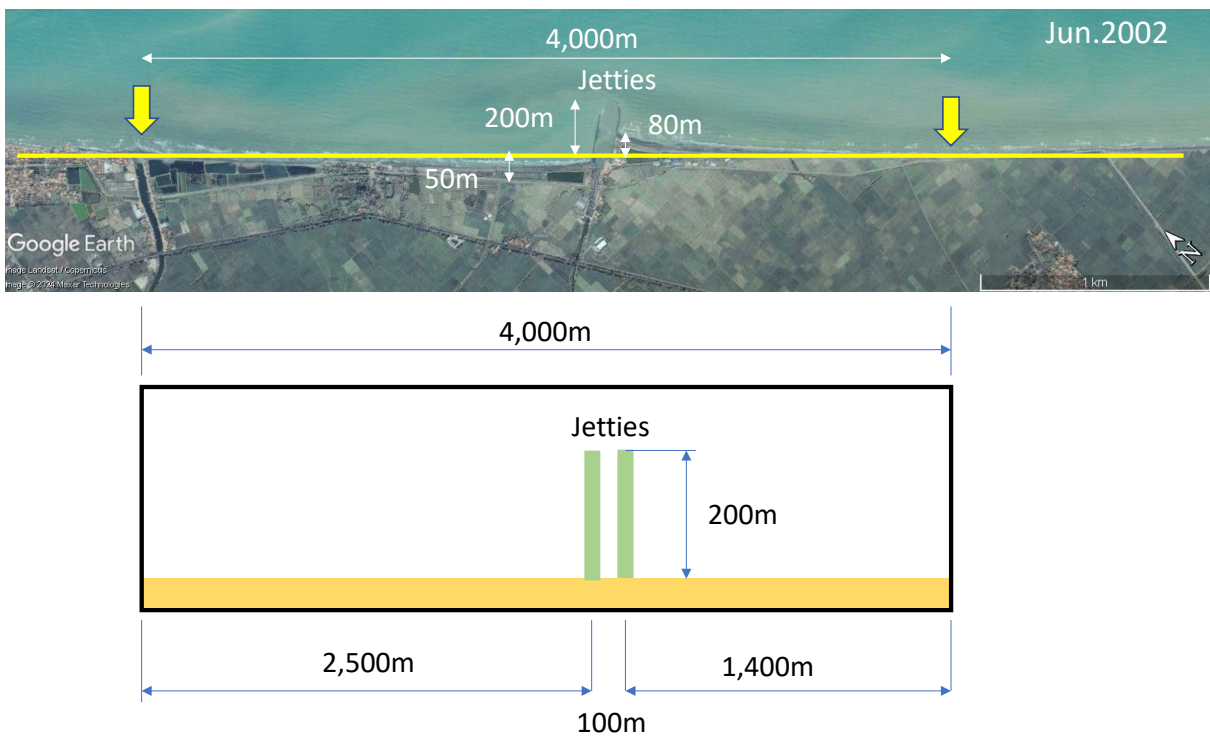 4,000m
Jun.2002
Jetties
200m
80m
50m
Google Earth
Image Landsat / Copernicus
Image © 2024 Maxar Technologies
N
1 km
4,000m
Jetties
200m
2,500m
1,400m
100m